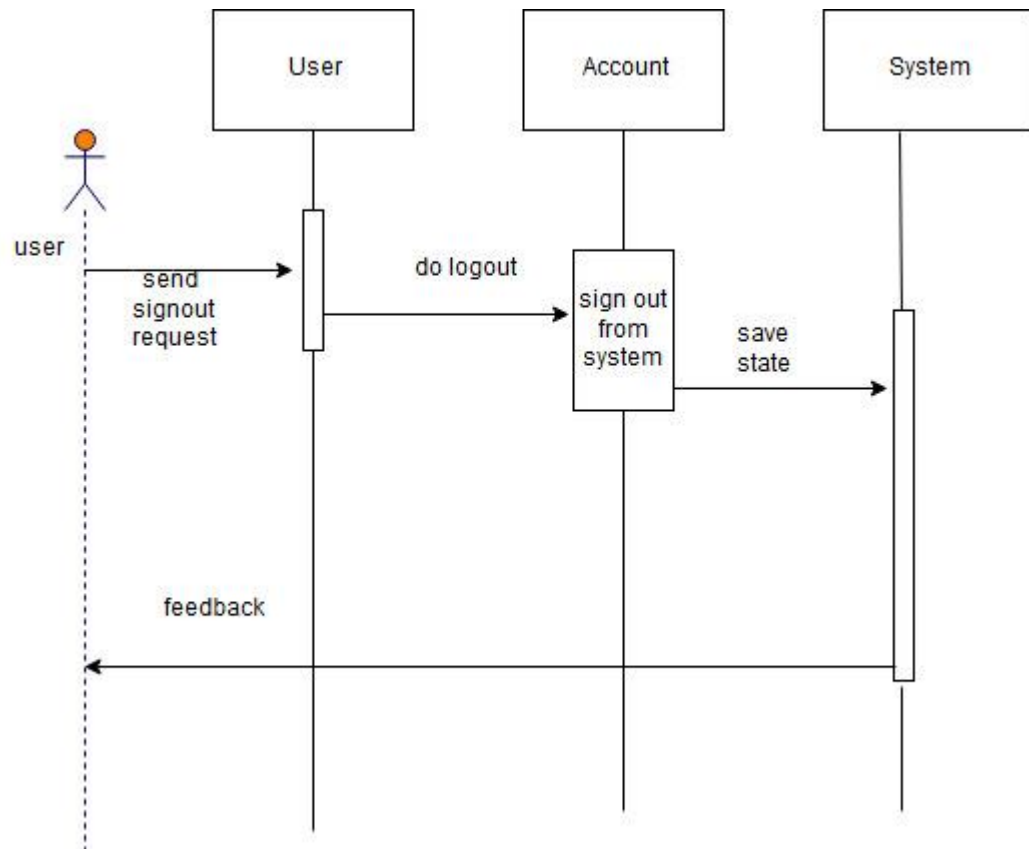 User
Account
System
user
send
signout
request
do logout
sign out
from
system
save
state
feedback